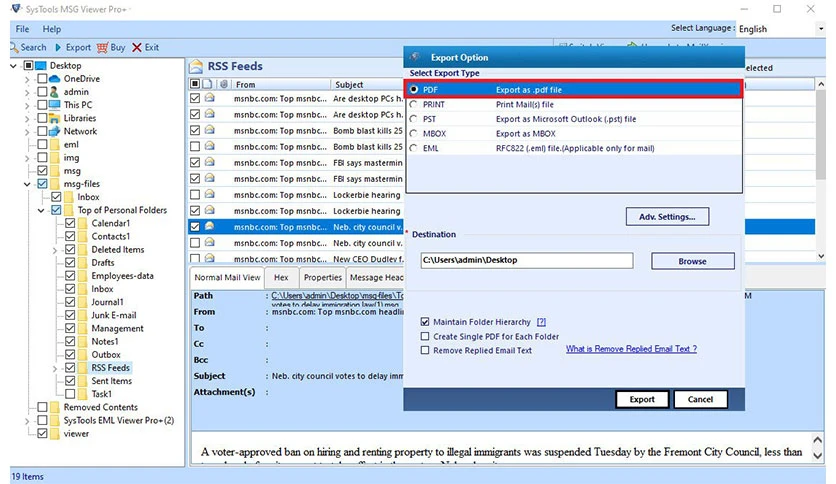 SysTools MSG Viewer Pro+
File Help
Select Language : English
Search Export Buy Exit
Desktop
OneDrive
admin
This PC
Libraries
Network
eml
img
msg
msg-files
Inbox
Top of Personal Folders
Calendar1
Contacts1
Deleted Items
Drafts
Employees-data
Inbox
Journal1
Junk E-mail
Management
Notes1
Outbox
RSS Feeds
Sent Items
Task1
Removed Contents
SysTools EML Viewer Pro+(2)
viewer
RSS Feeds
From Subject
msnbc.com: Top msnbc... Are desktop PCs h.
msnbc.com: Top msnbc... Are desktop PCs h.
msnbc.com: Top msnbc... Bomb blast kills 25
msnbc.com: Top msnbc... Bomb blast kills 25
msnbc.com: Top msnbc... FBI says mastermin
msnbc.com: Top msnbc... FBI says mastermin
msnbc.com: Top msnbc... Lockerbie hearing
msnbc.com: Top msnbc... Lockerbie hearing
msnbc.com: Top msnbc... Neb. city council v.
msnbc.com: Top msnbc... Neb. city council v.
msnbc.com: Top msnbc... New CEO Dudley f.
Normal Mail View Hex Properties Message Head
Path : C:\Users\admin\Desktop\msg-files\To
votes to delay immigration law(1).msg
From : msnbc.com: Top msnbc.com headlin
To :
Cc :
Bcc :
Subject : Neb. city council votes to delay imm
Attachment(s) :
Export Option
Select Export Type
PDF Export as .pdf file
PRINT Print Mail(s) file
PST Export as Microsoft Outlook (.pst) file
MBOX Export as MBOX
EML RFC822 (.eml) file.(Applicable only for mail)
Adv. Settings...
* Destination
C:\Users\admin\Desktop
Browse
Maintain Folder Hierarchy [?]
Create Single PDF for Each Folder
Remove Replied Email Text What is Remove Replied Email Text ?
Export Cancel
A voter-approved ban on hiring and renting property to illegal immigrants was suspended Tuesday by the Fremont City Council, less than
19 Items